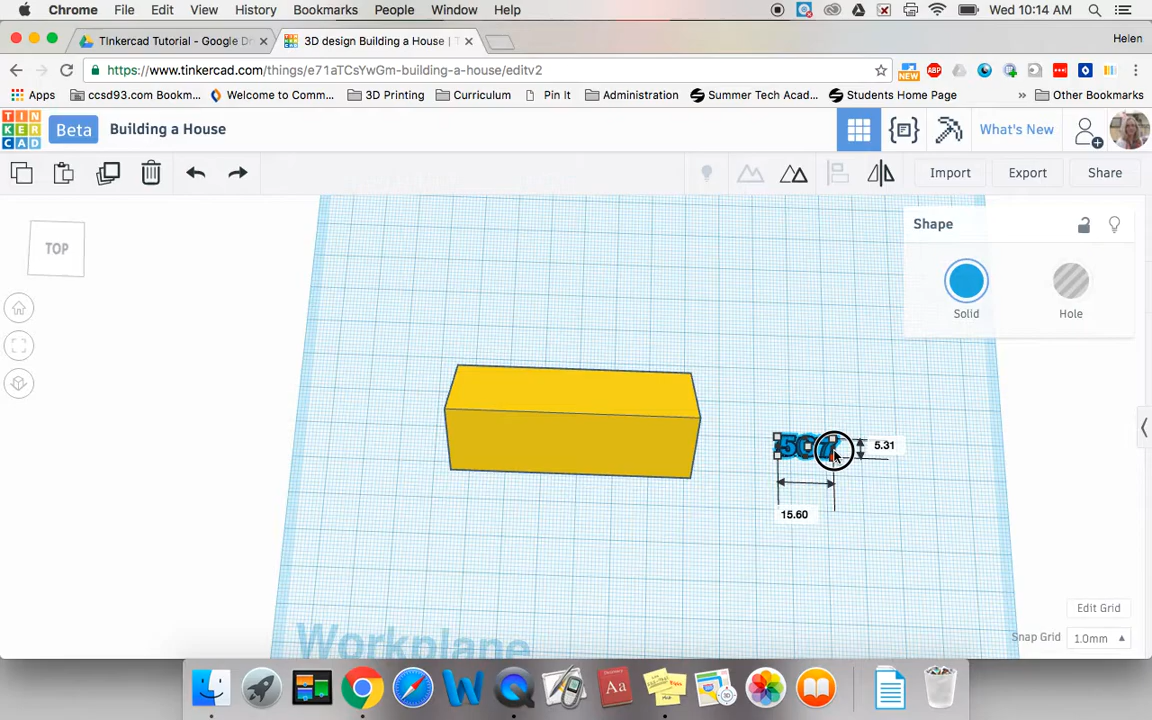 Chrome File Edit View History Bookmarks People Window Help Wed 10:14 AM
Tinkercad Tutorial - Google Dr
3D design Building a House | T
Helen
https://www.tinkercad.com/things/e71aTCsYwGm-building-a-house/editv2
NEW
ABP
Apps ccsd93.com Bookm... Welcome to Comm... 3D Printing Curriculum Pin It Administration Summer Tech Acad... Students Home Page » Other Bookmarks
TIN
KER
CAD
Beta
Building a House
What's New
Import Export Share
TOP
Shape
Solid
Hole
5.31
15.60
Workplane
Edit Grid
Snap Grid 1.0mm
Aa